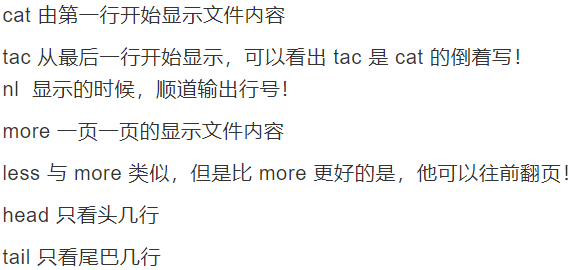 cat 由第一行开始显示文件内容
tac 从最后一行开始显示，可以看出 tac 是 cat 的倒着写！
nl  显示的时候，顺道输出行号！
more 一页一页的显示文件内容
less 与 more 类似，但是比 more 更好的是，他可以往前翻页！
head 只看头几行
tail 只看尾巴几行